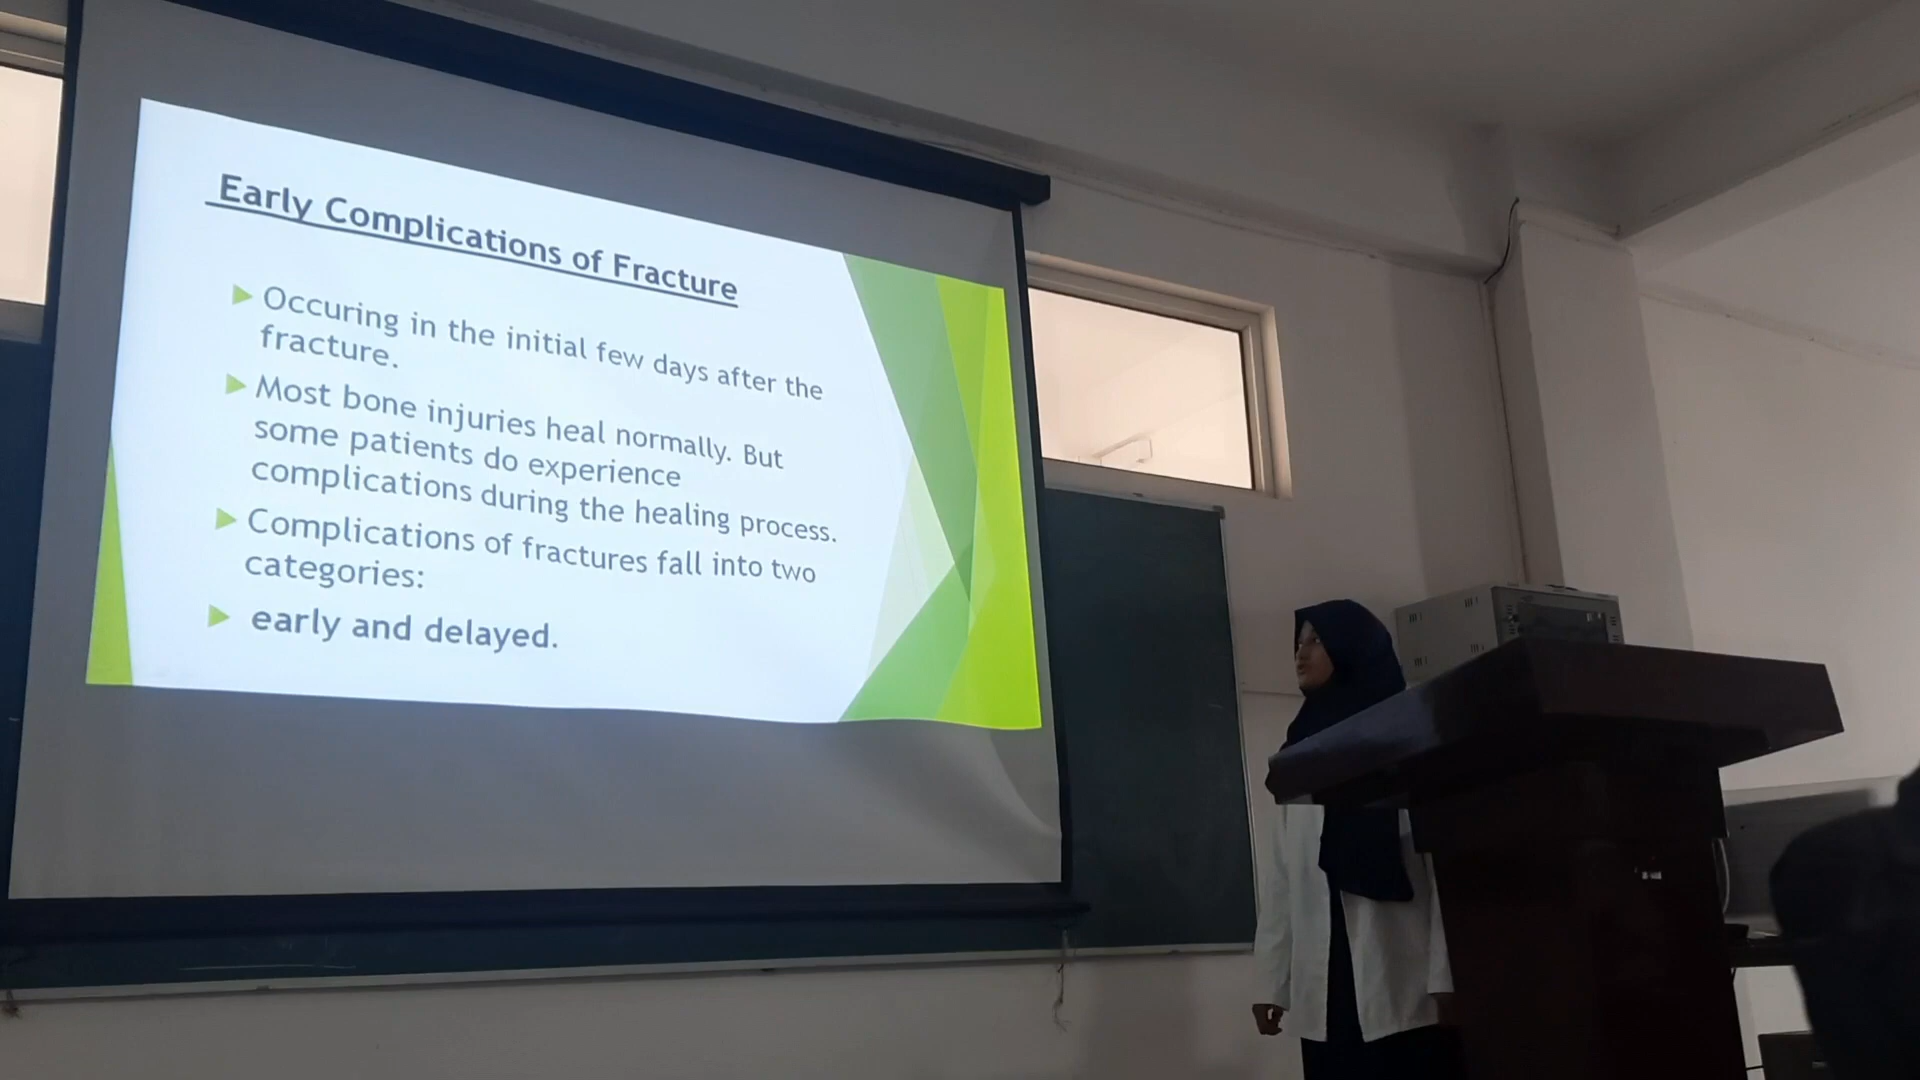 Early Complications of Fracture
Occuring in the initial few days after the
fracture.
Most bone injuries heal normally. But
some patients do experience
complications during the healing process.
Complications of fractures fall into two
categories:
early and delayed.